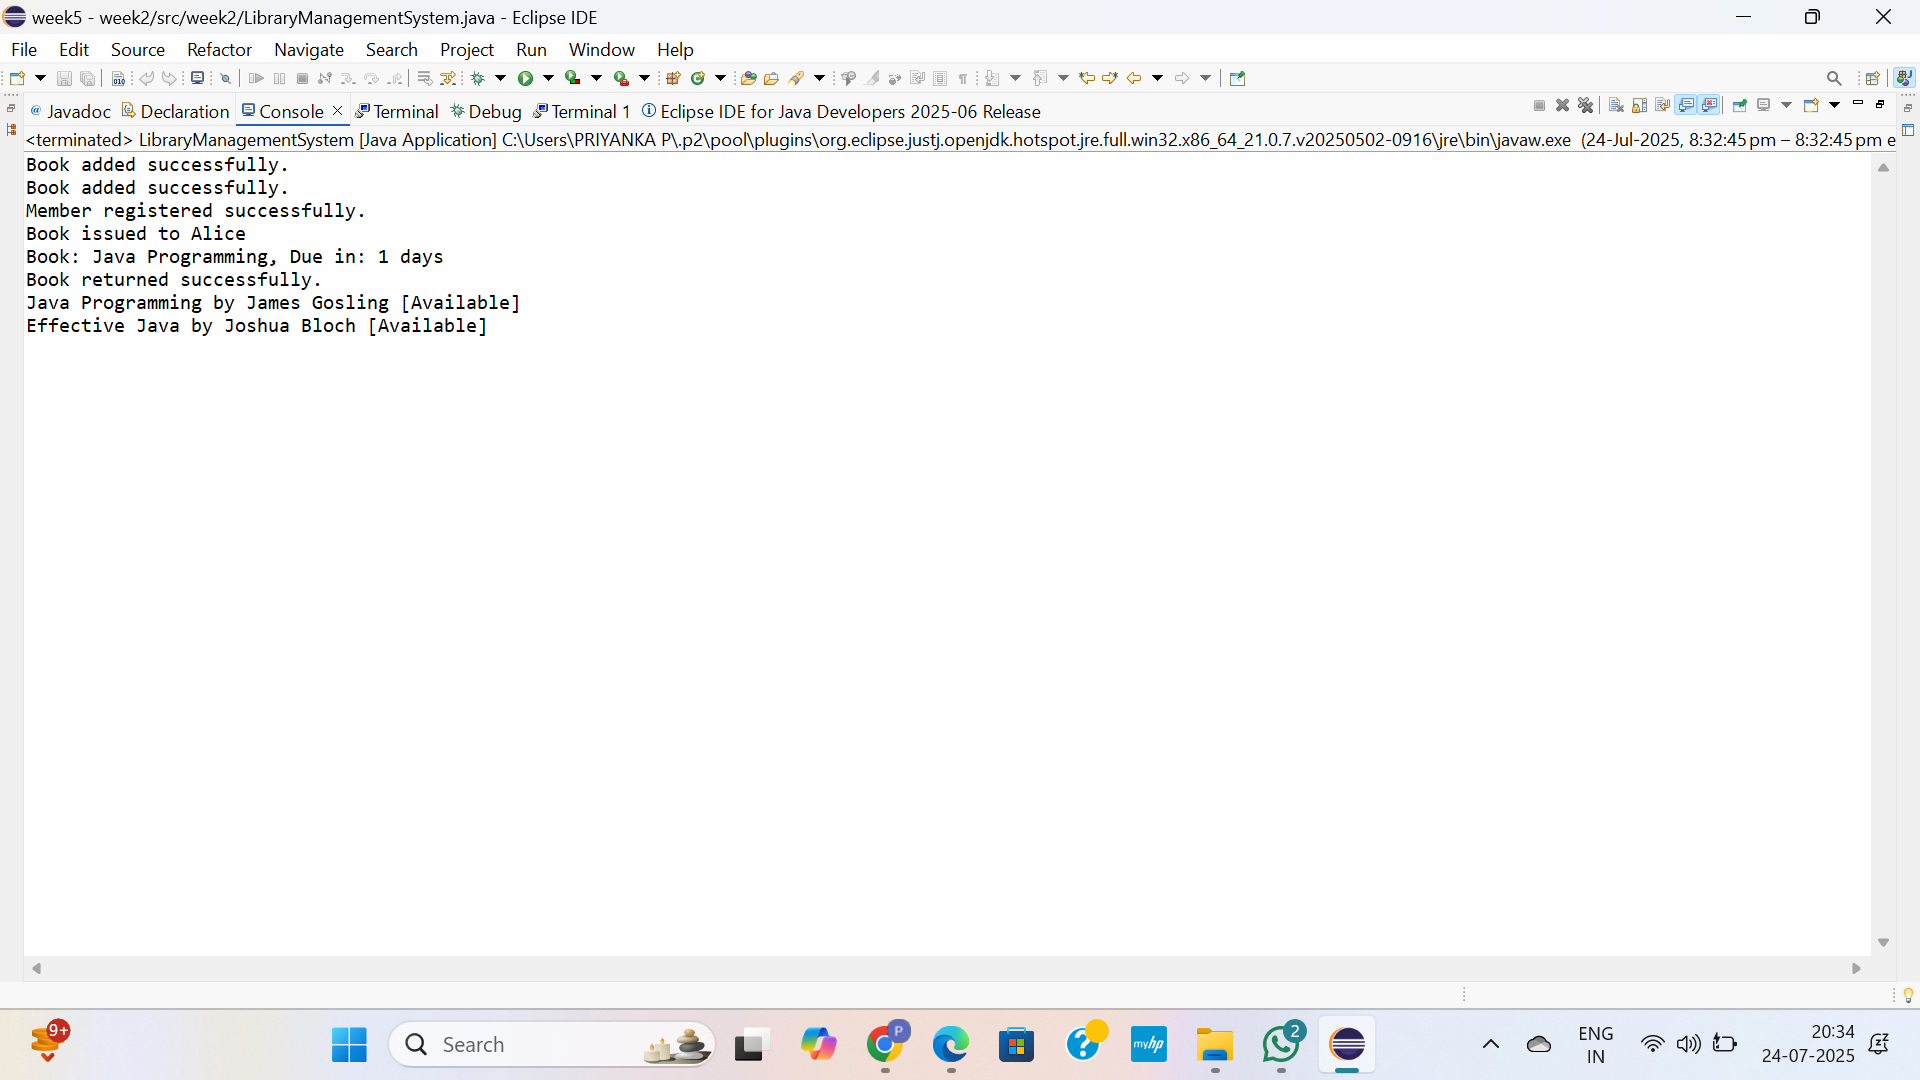 week5 - week2/src/week2/LibraryManagementSystem.java - Eclipse IDE
File Edit Source Refactor Navigate Search Project Run Window Help
@ Javadoc Declaration Console Terminal Debug Terminal 1 Eclipse IDE for Java Developers 2025-06 Release
<terminated> LibraryManagementSystem [Java Application] C:\Users\PRIYANKA P\.p2\pool\plugins\org.eclipse.justj.openjdk.hotspot.jre.full.win32.x86_64_21.0.7.v20250502-0916\jre\bin\javaw.exe (24-Jul-2025, 8:32:45 pm – 8:32:45 pm e
Book added successfully.
Book added successfully.
Member registered successfully.
Book issued to Alice
Book: Java Programming, Due in: 1 days
Book returned successfully.
Java Programming by James Gosling [Available]
Effective Java by Joshua Bloch [Available]
9+
Search
P
myhp
2
ENG
IN
20:34
24-07-2025